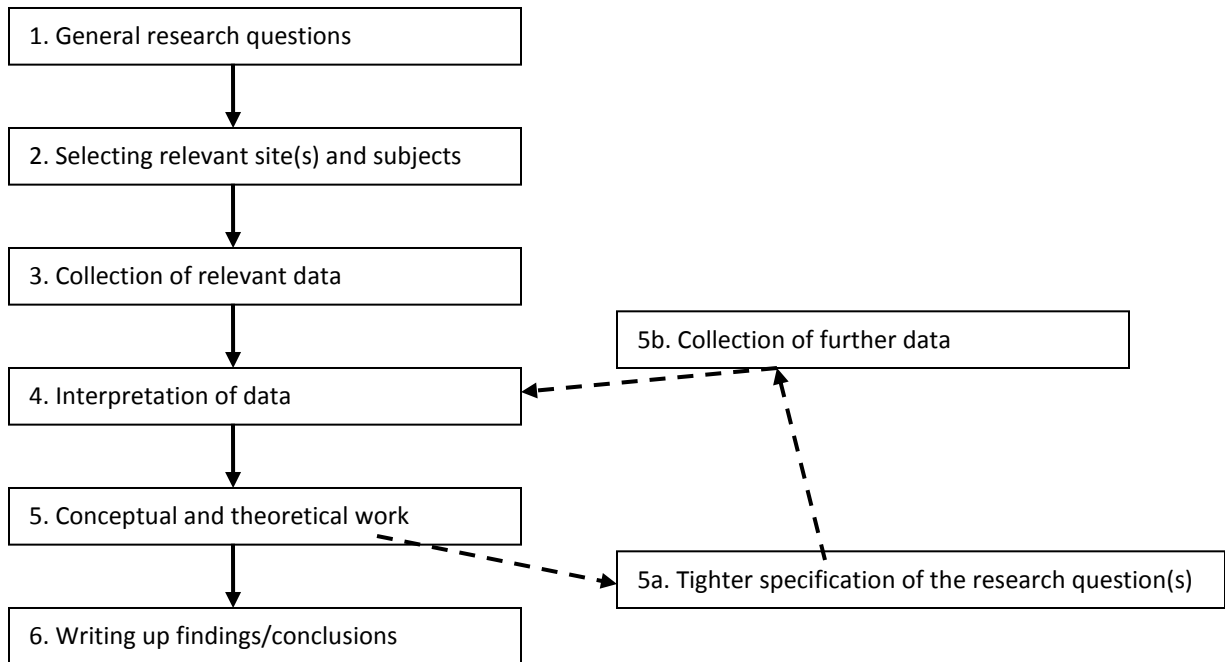 1. General research questions
2. Selecting relevant site(s) and subjects
3. Collection of relevant data
5b. Collection of further data
4. Interpretation of data
5. Conceptual and theoretical work
5a. Tighter specification of the research question(s)
6. Writing up findings/conclusions